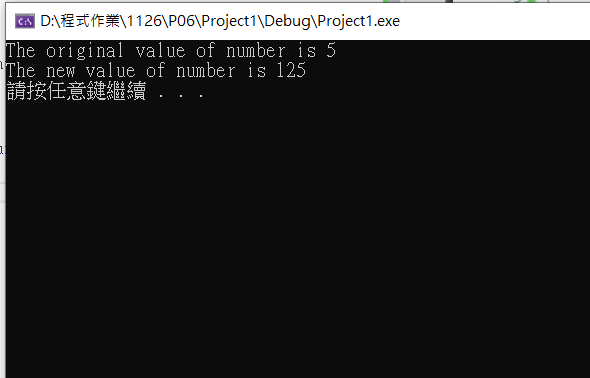 D:\程式作業\1126\P06\Project1\Debug\Project1.exe
The original value of number is 5
The new value of number is 125
請按任意鍵繼續 . . .